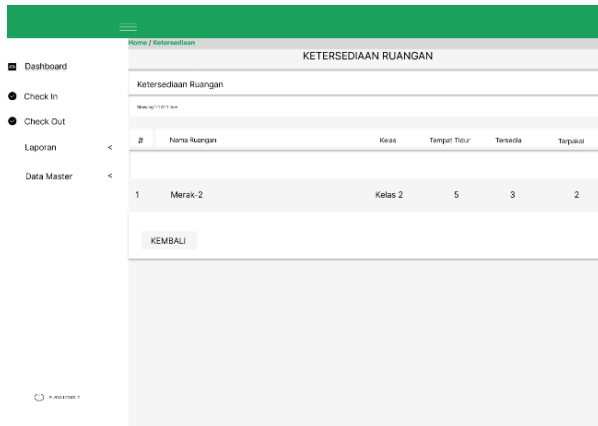 Home / Ketersediaan
KETERSEDIAAN RUANGAN
Dashboard
Check In
Check Out
Laporan <
Data Master <
Ketersediaan Ruangan
# Nama Ruangan Kelas Tempat Tidur Tersedia Terpakai
1 Merak-2 Kelas 2 5 3 2
KEMBALI